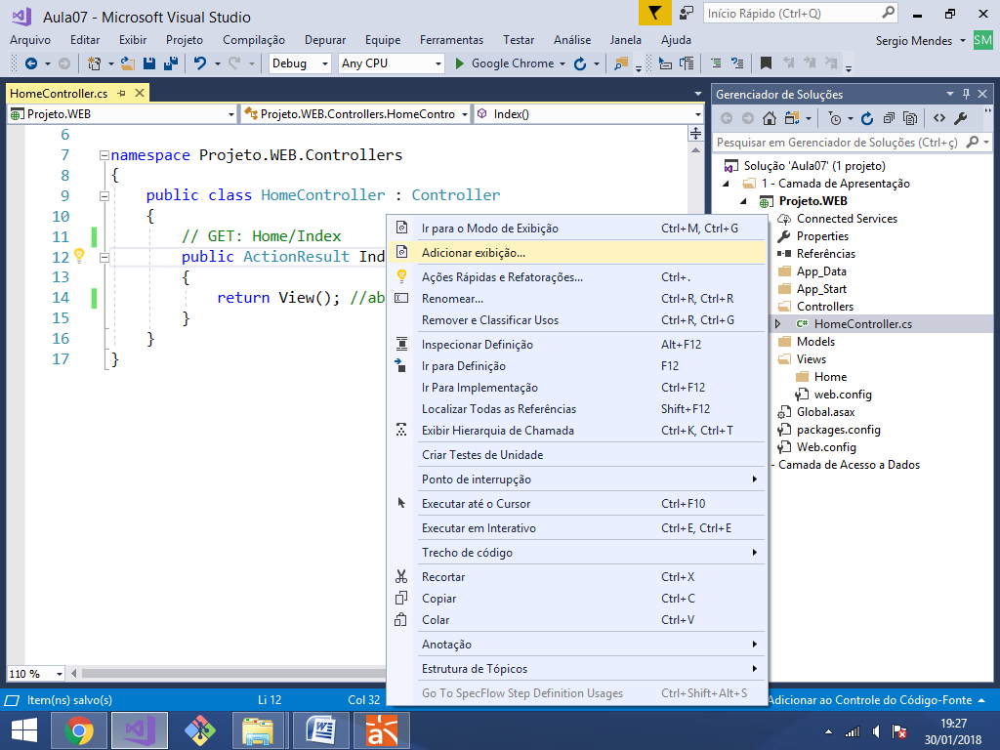 Aula07 - Microsoft Visual Studio
Início Rápido (Ctrl+Q)
Arquivo Editar Exibir Projeto Compilação Depurar Equipe Ferramentas Testar Análise Janela Ajuda
Sergio Mendes SM
Debug Any CPU Google Chrome
HomeController.cs
Projeto.WEB Projeto.WEB.Controllers.HomeContro Index()
6
7 namespace Projeto.WEB.Controllers
8 {
9 public class HomeController : Controller
10 {
11 // GET: Home/Index
12 public ActionResult Ind
13 {
14 return View(); //ab
15 }
16 }
17 }
Ir para o Modo de Exibição Ctrl+M, Ctrl+G
Adicionar exibição...
Ações Rápidas e Refatorações... Ctrl+.
Renomear... Ctrl+R, Ctrl+R
Remover e Classificar Usos Ctrl+R, Ctrl+G
Inspecionar Definição Alt+F12
Ir para Definição F12
Ir Para Implementação Ctrl+F12
Localizar Todas as Referências Shift+F12
Exibir Hierarquia de Chamada Ctrl+K, Ctrl+T
Criar Testes de Unidade
Ponto de interrupção
Executar até o Cursor Ctrl+F10
Executar em Interativo Ctrl+E, Ctrl+E
Trecho de código
Recortar Ctrl+X
Copiar Ctrl+C
Colar Ctrl+V
Anotação
Estrutura de Tópicos
Go To SpecFlow Step Definition Usages Ctrl+Shift+Alt+S
Gerenciador de Soluções
Pesquisar em Gerenciador de Soluções (Ctrl+ç)
Solução 'Aula07' (1 projeto)
1 - Camada de Apresentação
Projeto.WEB
Connected Services
Properties
Referências
App_Data
App_Start
Controllers
C# HomeController.cs
Models
Views
Home
web.config
Global.asax
packages.config
Web.config
- Camada de Acesso a Dados
110 %
Item(ns) salvo(s) Li 12 Col 32 Adicionar ao Controle do Código-Fonte
19:27
30/01/2018